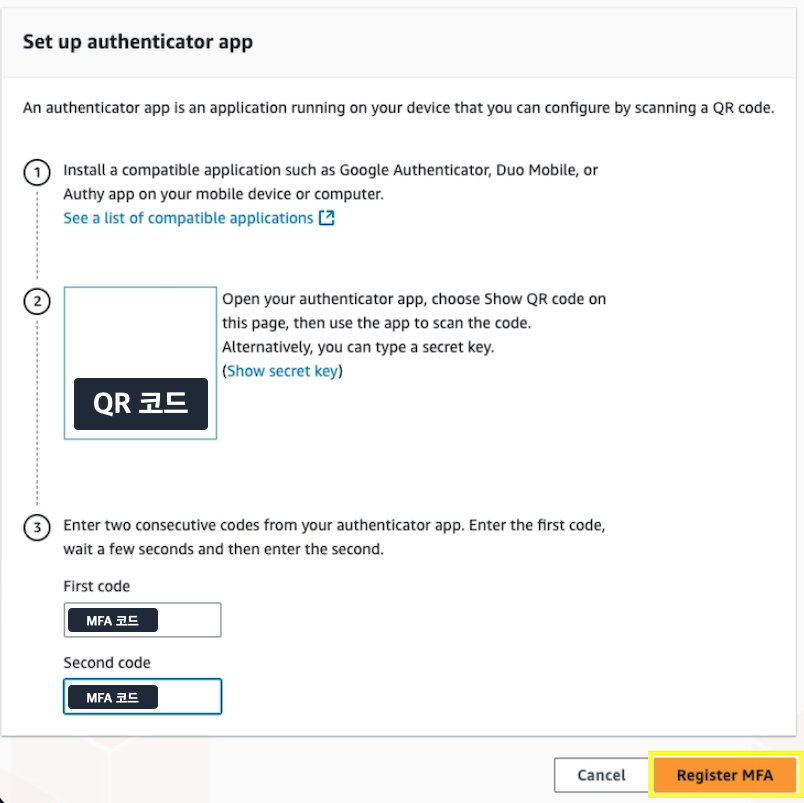 Set up authenticator app
An authenticator app is an application running on your device that you can configure by scanning a QR code.
1
Install a compatible application such as Google Authenticator, Duo Mobile, or
Authy app on your mobile device or computer.
See a list of compatible applications
2
Open your authenticator app, choose Show QR code on
this page, then use the app to scan the code.
Alternatively, you can type a secret key.
(Show secret key)
QR 코드
3
Enter two consecutive codes from your authenticator app. Enter the first code,
wait a few seconds and then enter the second.
First code
MFA 코드
Second code
MFA 코드
Cancel
Register MFA